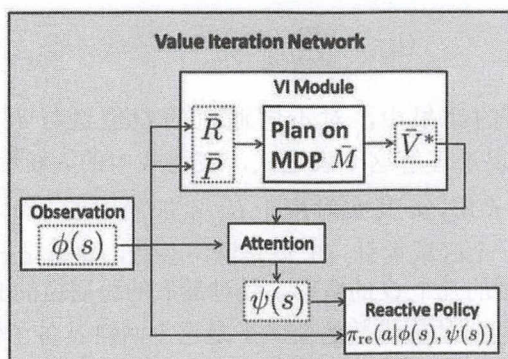 Value Iteration Network
VI Module
R̄
P̄
Plan on
MDP M̄
V̄*
Observation
ϕ(s)
Attention
ψ(s)
Reactive Policy
π_re(a|ϕ(s), ψ(s))